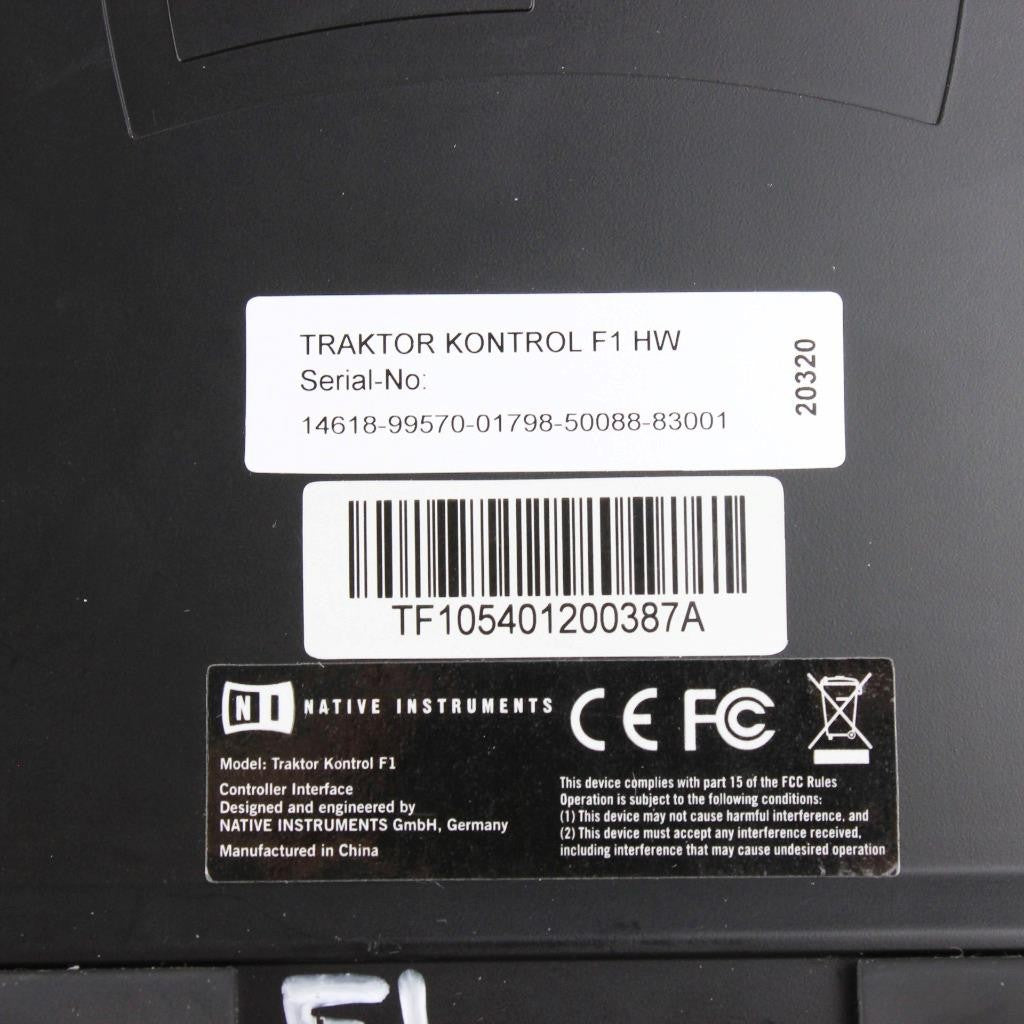 TRAKTOR KONTROL F1 HW
Serial-No:
14618-99570-01798-50088-83001
20320
TF105401200387A
NI NATIVE INSTRUMENTS
CE FC
Model: Traktor Kontrol F1
Controller Interface
Designed and engineered by
NATIVE INSTRUMENTS GmbH, Germany
Manufactured in China
This device complies with part 15 of the FCC Rules
Operation is subject to the following conditions:
(1) This device may not cause harmful interference, and
(2) This device must accept any interference received,
including interference that may cause undesired operation
F1